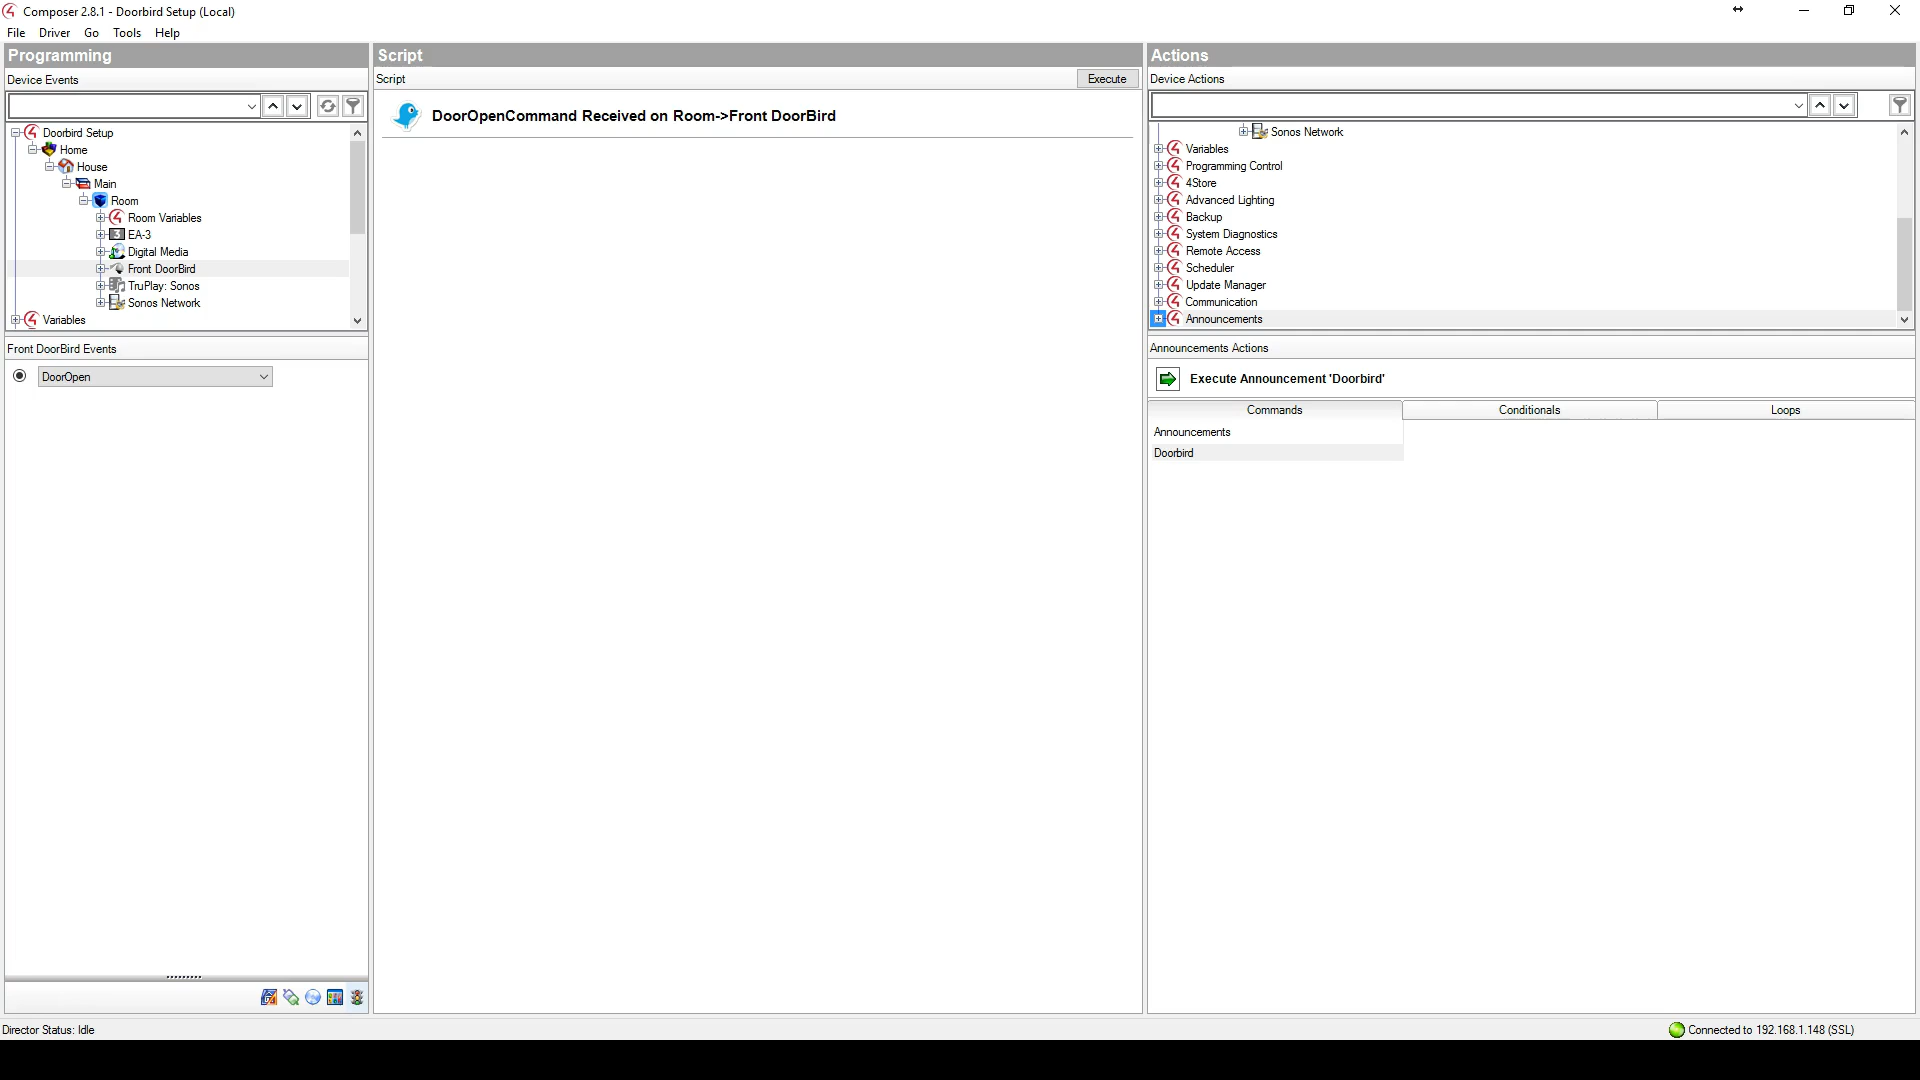 Composer 2.8.1 - Doorbird Setup (Local)
File Driver Go Tools Help
Programming
Device Events
Doorbird Setup
Home
House
Main
Room
Room Variables
EA-3
Digital Media
Front DoorBird
TruPlay: Sonos
Sonos Network
Variables
Front DoorBird Events
DoorOpen
Director Status: Idle
Script
Script
Execute
DoorOpenCommand Received on Room->Front DoorBird
Actions
Device Actions
Sonos Network
Variables
Programming Control
4Store
Advanced Lighting
Backup
System Diagnostics
Remote Access
Scheduler
Update Manager
Communication
Announcements
Announcements Actions
Execute Announcement 'Doorbird'
Commands Conditionals Loops
Announcements
Doorbird
Connected to 192.168.1.148 (SSL)